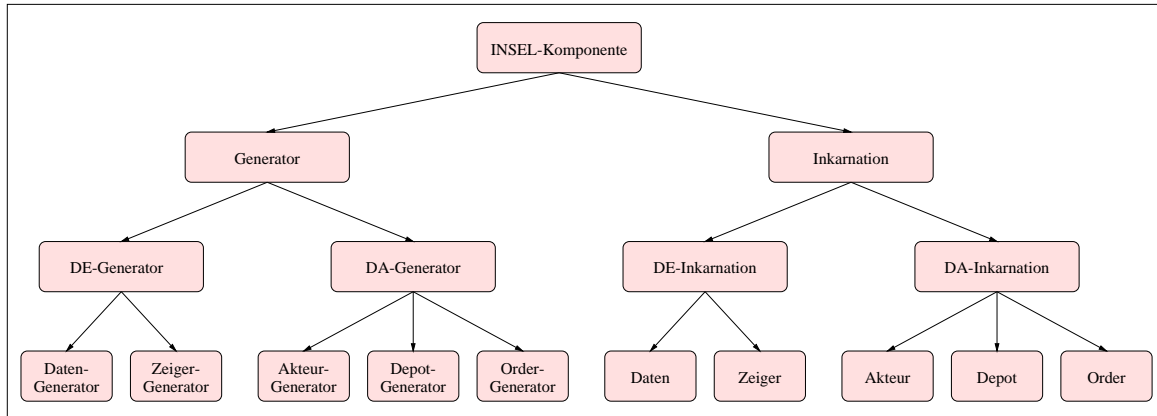 INSEL-Komponente
Generator
Inkarnation
DE-Generator
DA-Generator
DE-Inkarnation
DA-Inkarnation
Daten-
Generator
Zeiger-
Generator
Akteur-
Generator
Depot-
Generator
Order-
Generator
Daten
Zeiger
Akteur
Depot
Order